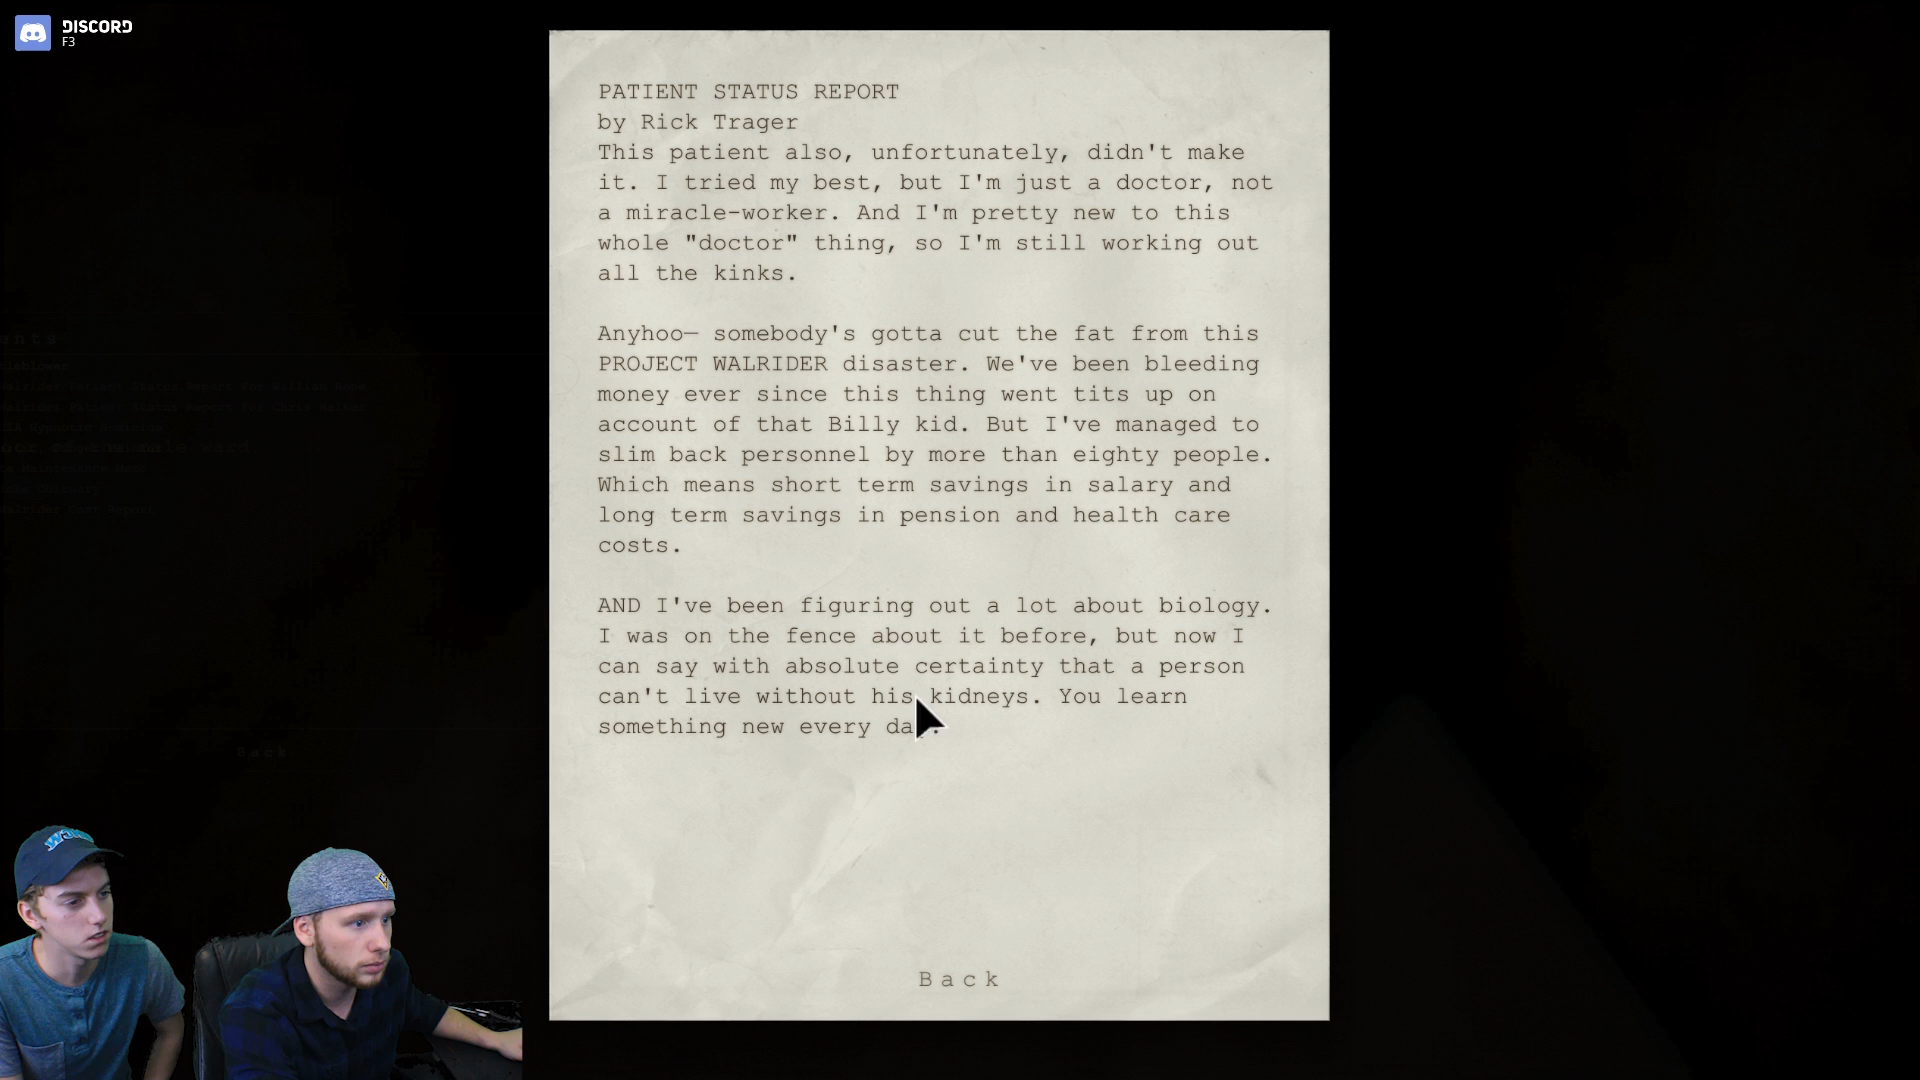 DISCORD
F3
PATIENT STATUS REPORT
by Rick Trager
This patient also, unfortunately, didn't make
it. I tried my best, but I'm just a doctor, not
a miracle-worker. And I'm pretty new to this
whole "doctor" thing, so I'm still working out
all the kinks.
Anyhoo— somebody's gotta cut the fat from this
PROJECT WALRIDER disaster. We've been bleeding
money ever since this thing went tits up on
account of that Billy kid. But I've managed to
slim back personnel by more than eighty people.
Which means short term savings in salary and
long term savings in pension and health care
costs.
AND I've been figuring out a lot about biology.
I was on the fence about it before, but now I
can say with absolute certainty that a person
can't live without his kidneys. You learn
something new every da
Back
Back